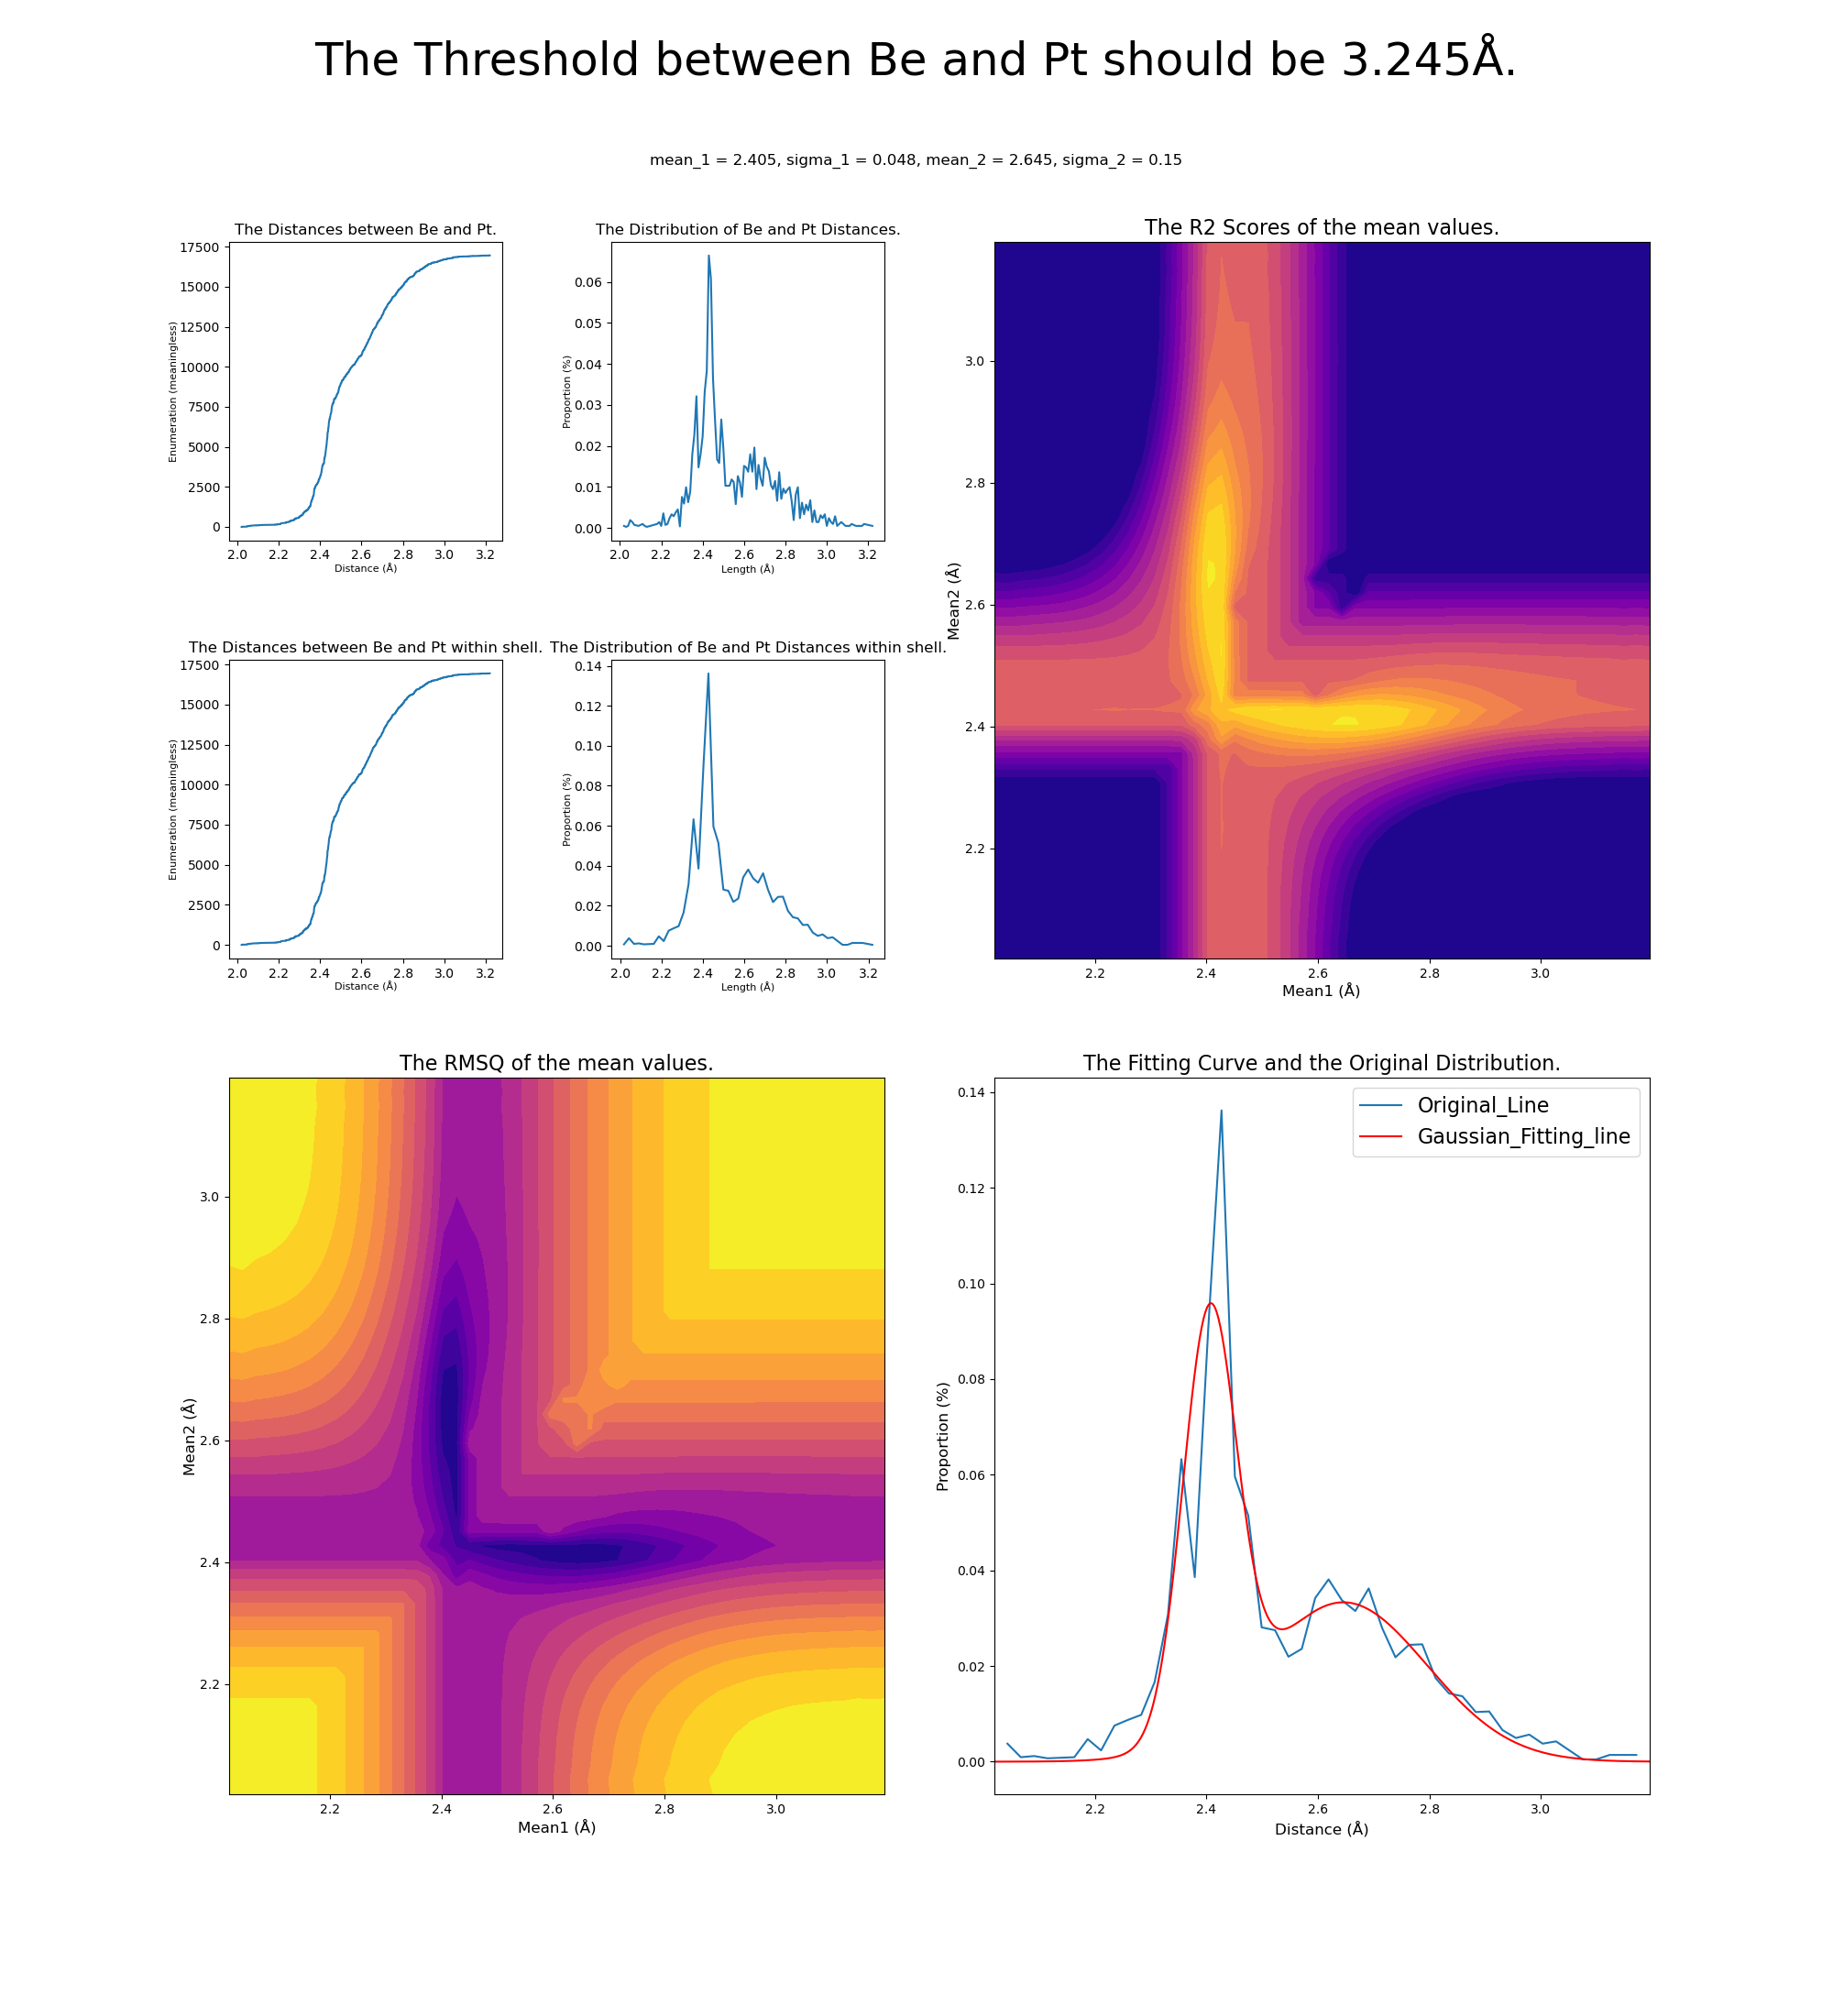 The Threshold between Be and Pt should be 3.245Å.
mean_1 = 2.405, sigma_1 = 0.048, mean_2 = 2.645, sigma_2 = 0.15
The Distances between Be and Pt.
Enumeration (meaningless)
17500
15000
12500
10000
7500
5000
2500
0
2.0 2.2 2.4 2.6 2.8 3.0 3.2
Distance (Å)
The Distribution of Be and Pt Distances.
Proportion (%)
0.06
0.05
0.04
0.03
0.02
0.01
0.00
2.0 2.2 2.4 2.6 2.8 3.0 3.2
Length (Å)
The R2 Scores of the mean values.
Mean2 (Å)
3.0
2.8
2.6
2.4
2.2
2.2 2.4 2.6 2.8 3.0
Mean1 (Å)
The Distances between Be and Pt within shell.
Enumeration (meaningless)
17500
15000
12500
10000
7500
5000
2500
0
2.0 2.2 2.4 2.6 2.8 3.0 3.2
Distance (Å)
The Distribution of Be and Pt Distances within shell.
Proportion (%)
0.14
0.12
0.10
0.08
0.06
0.04
0.02
0.00
2.0 2.2 2.4 2.6 2.8 3.0 3.2
Length (Å)
The RMSQ of the mean values.
Mean2 (Å)
3.0
2.8
2.6
2.4
2.2
2.2 2.4 2.6 2.8 3.0
Mean1 (Å)
The Fitting Curve and the Original Distribution.
Original_Line
Gaussian_Fitting_line
Proportion (%)
0.14
0.12
0.10
0.08
0.06
0.04
0.02
0.00
2.2 2.4 2.6 2.8 3.0
Distance (Å)